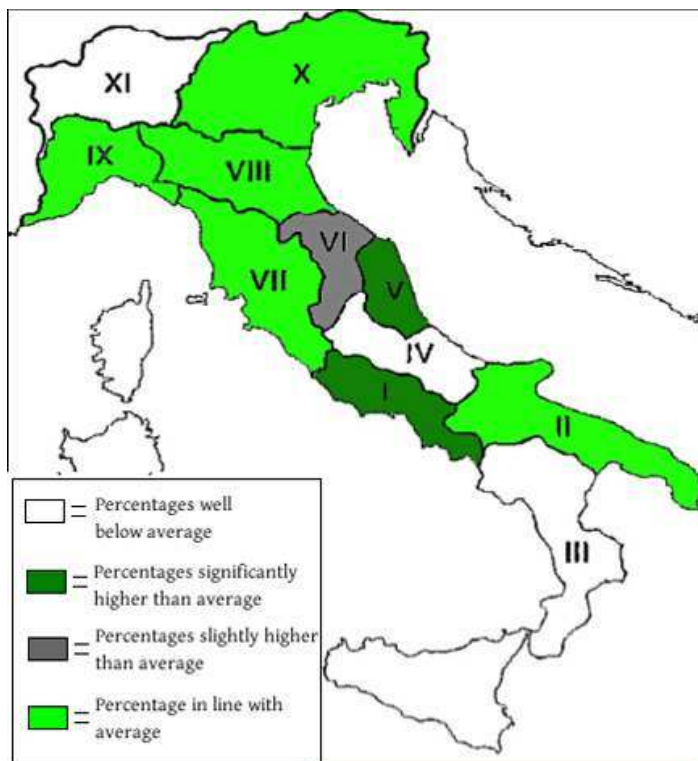 XI
X
IX
VIII
VI
VII
V
IV
I
II
III
= Percentages well
below average
= Percentages significantly
higher than average
= Percentages slightly higher
than average
= Percentage in line with
average